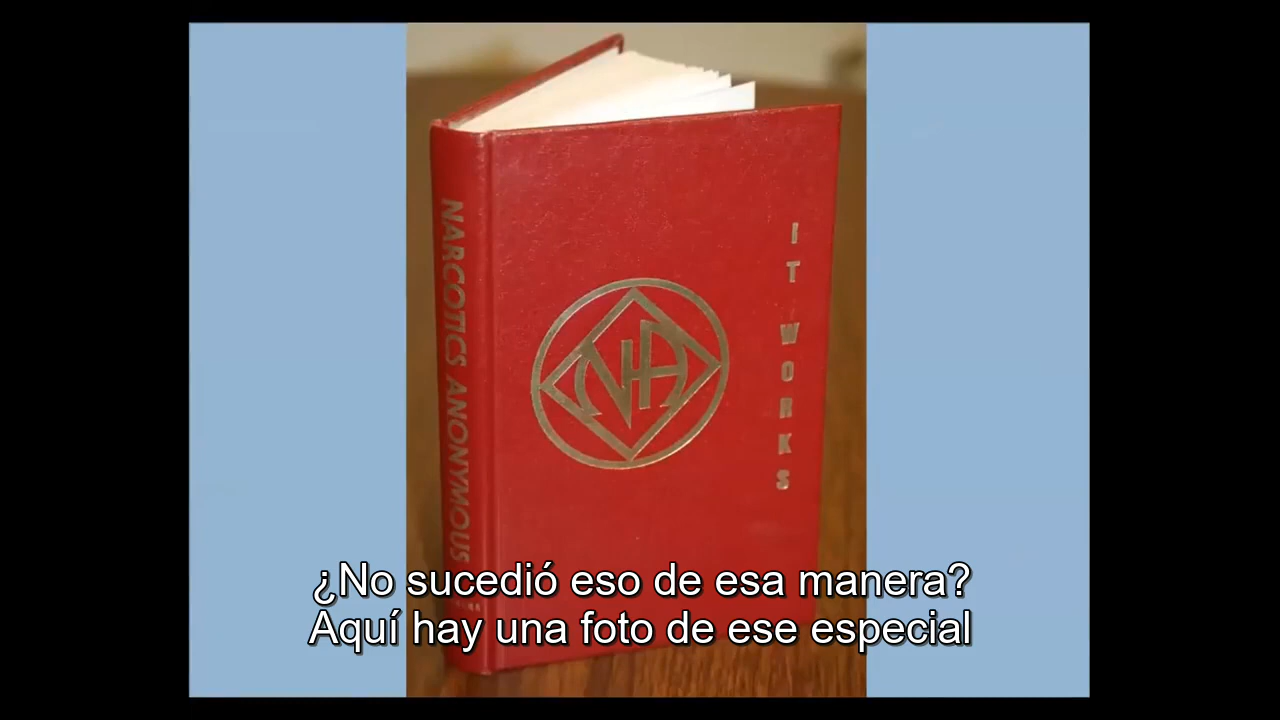 NARCOTICS ANONYMOUS
NA
IT WORKS
¿No sucedió eso de esa manera?
Aquí hay una foto de ese especial